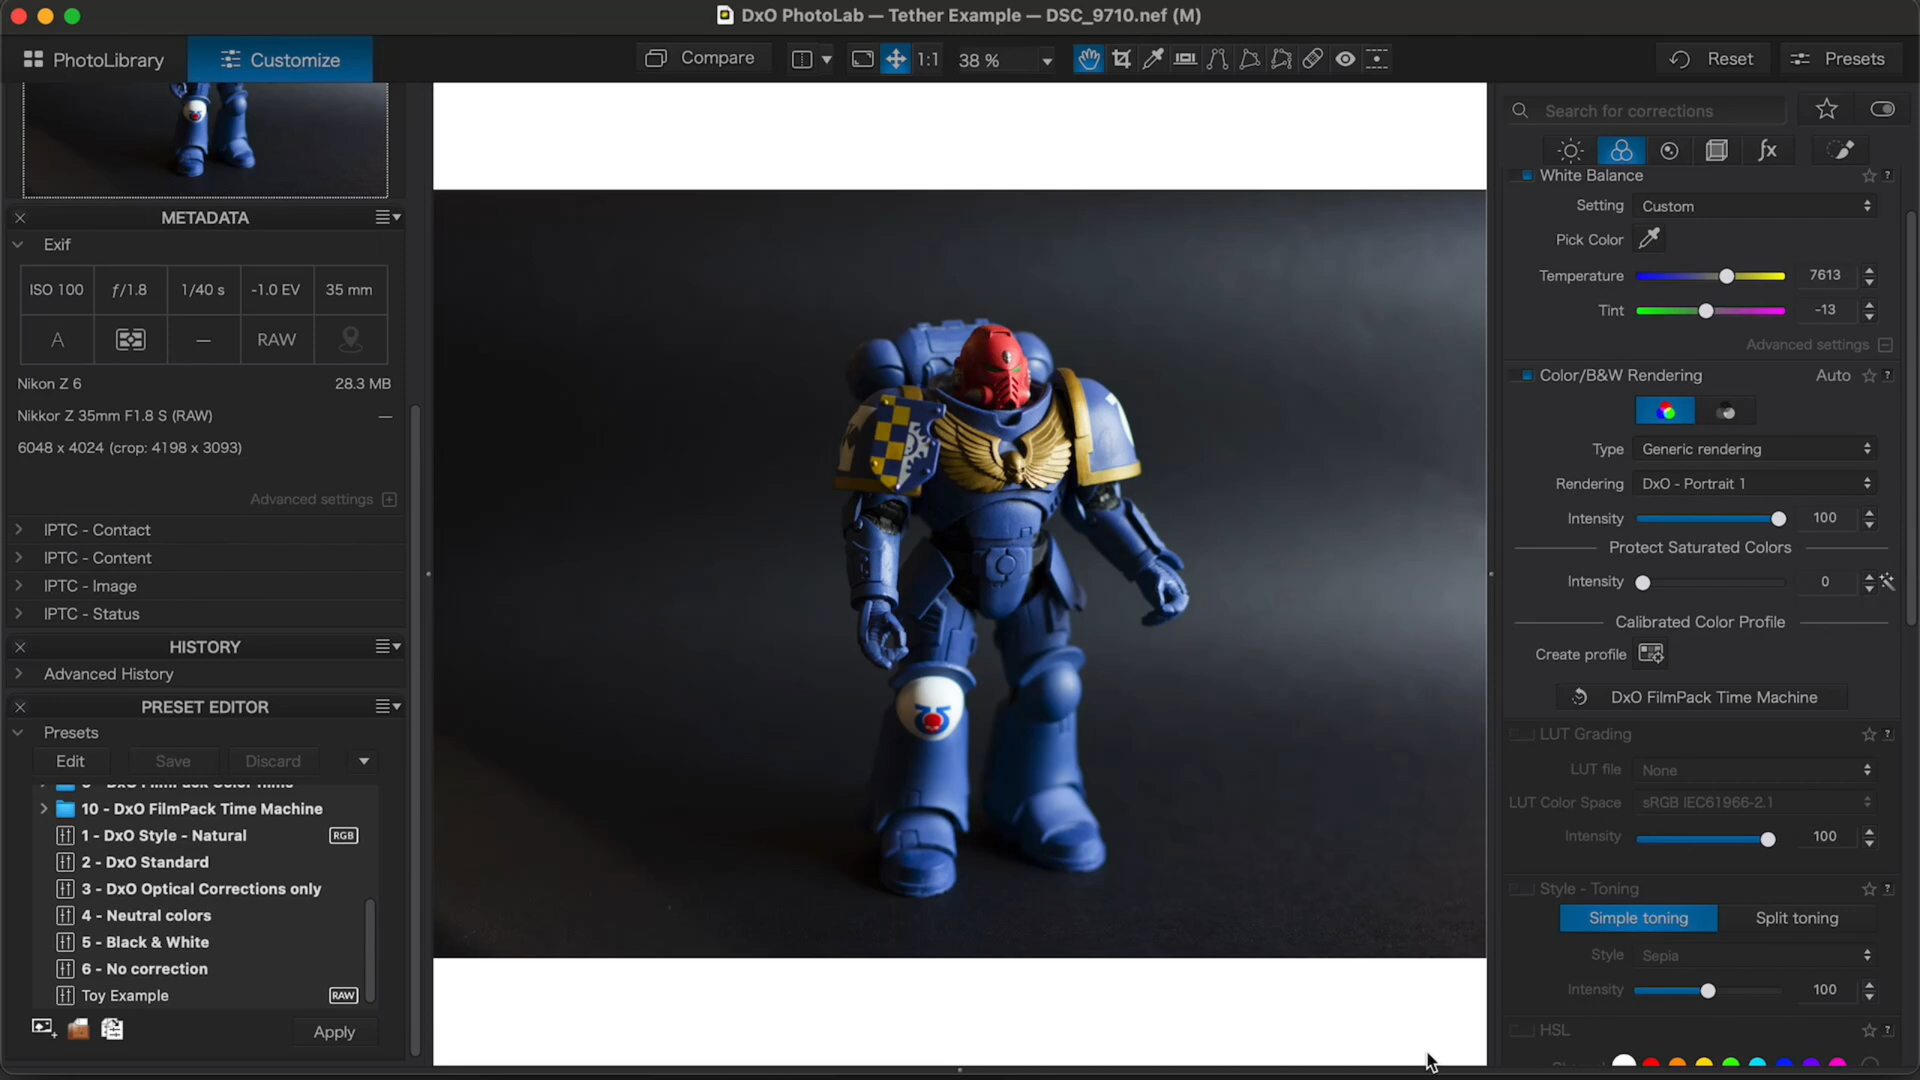 DxO PhotoLab — Tether Example — DSC_9710.nef (M)
PhotoLibrary
Customize
Compare
1:1
38 %
Reset
Presets
Search for corrections
fx
METADATA
Exif
ISO 100
ƒ/1.8
1/40 s
-1.0 EV
35 mm
A
—
RAW
Nikon Z 6
28.3 MB
Nikkor Z 35mm F1.8 S (RAW)
—
6048 x 4024 (crop: 4198 x 3093)
Advanced settings
IPTC - Contact
IPTC - Content
IPTC - Image
IPTC - Status
HISTORY
Advanced History
PRESET EDITOR
Presets
Edit
Save
Discard
10 - DxO FilmPack Time Machine
1 - DxO Style - Natural
RGB
2 - DxO Standard
3 - DxO Optical Corrections only
4 - Neutral colors
5 - Black & White
6 - No correction
Toy Example
RAW
Apply
White Balance
?
Setting
Custom
Pick Color
Temperature
7613
Tint
-13
Advanced settings
Color/B&W Rendering
Auto
?
Type
Generic rendering
Rendering
DxO - Portrait 1
Intensity
100
Protect Saturated Colors
Intensity
0
Calibrated Color Profile
Create profile
DxO FilmPack Time Machine
LUT Grading
?
LUT file
None
LUT Color Space
sRGB IEC61966-2.1
Intensity
100
Style - Toning
?
Simple toning
Split toning
Style
Sepia
Intensity
100
HSL
?